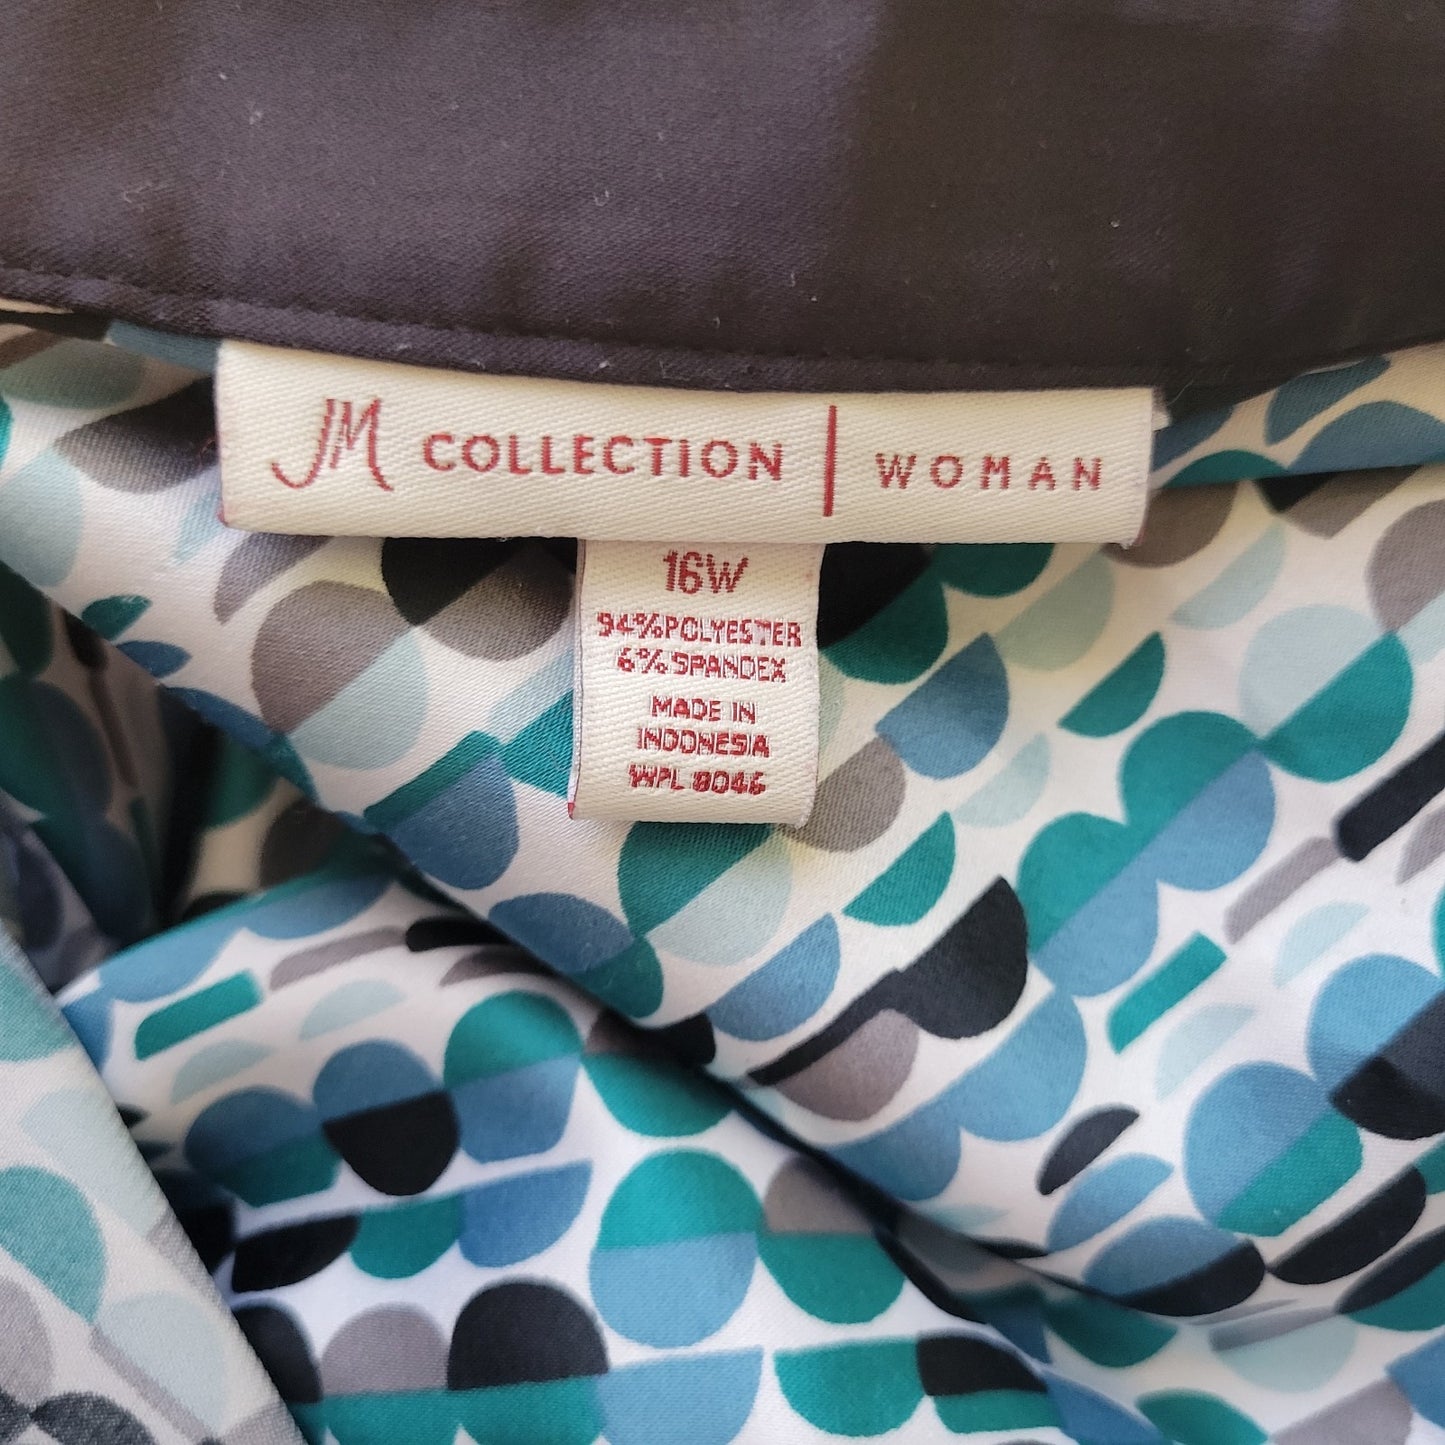 JM COLLECTION | WOMAN
16W
94% POLYESTER
6% SPANDEX
MADE IN
INDONESIA
WPL 8046